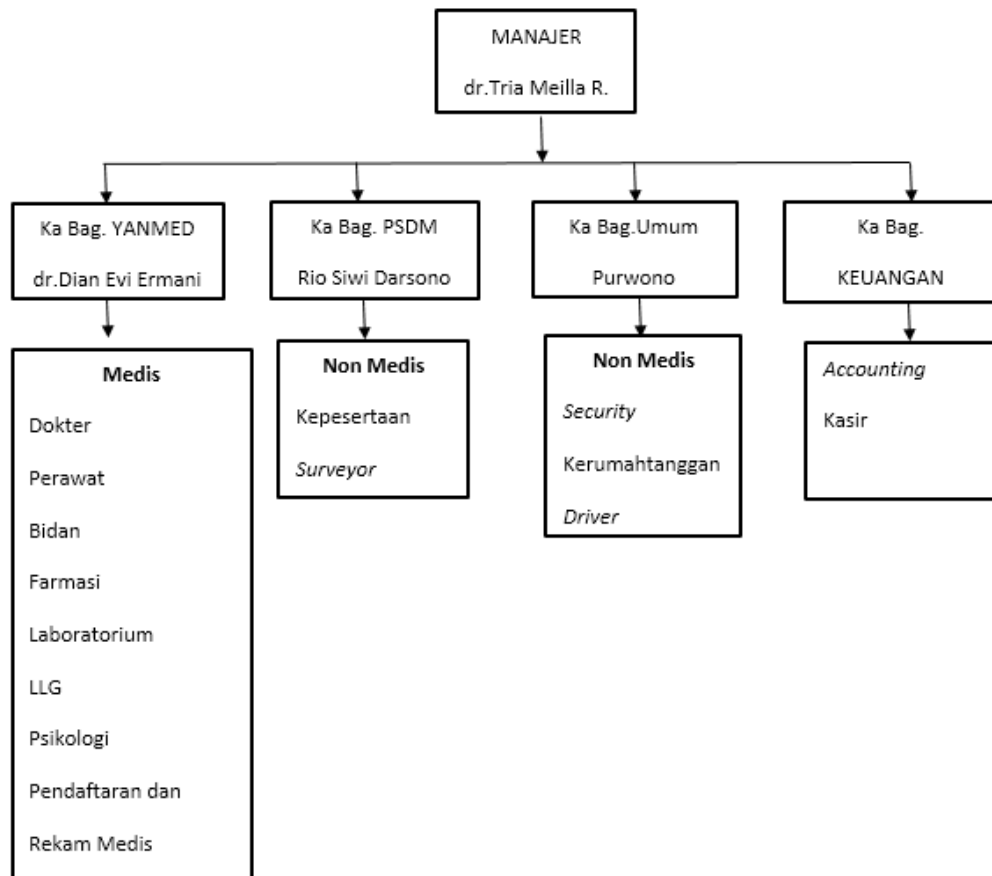 MANAJER
dr.Tria Meilla R.
Ka Bag. YANMED
dr.Dian Evi Ermani
Ka Bag. PSDM
Rio Siwi Darsono
Ka Bag.Umum
Purwono
Ka Bag.
KEUANGAN
Medis
Dokter
Perawat
Bidan
Farmasi
Laboratorium
LLG
Psikologi
Pendaftaran dan
Rekam Medis
Non Medis
Kepesertaan
Surveyor
Non Medis
Security
Kerumahtanggan
Driver
Accounting
Kasir